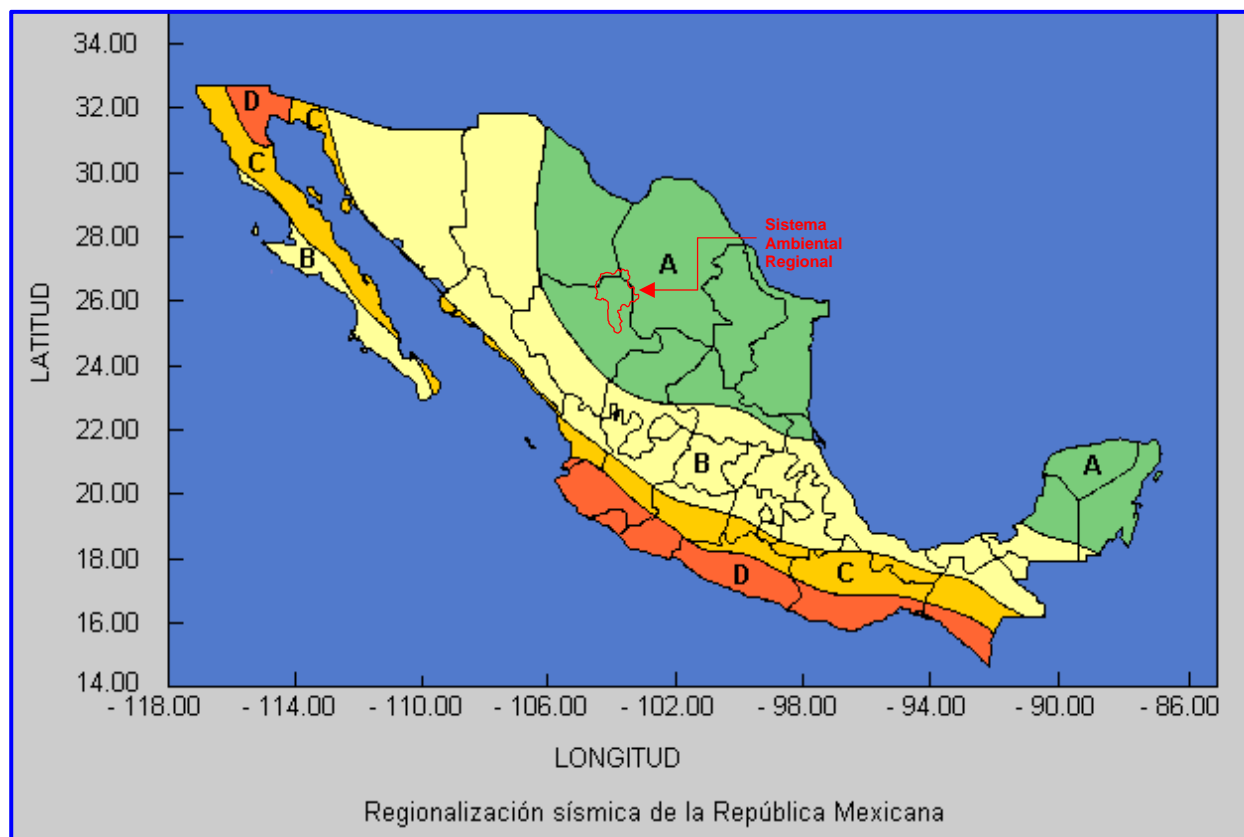 34.00
32.00
30.00
28.00
26.00
24.00
22.00
20.00
18.00
16.00
14.00
LATITUD
D
C
C
B
A
Sistema
Ambiental
Regional
B
A
D
C
- 118.00 - 114.00 - 110.00 - 106.00 - 102.00 - 98.00 - 94.00 - 90.00 - 86.00
LONGITUD
Regionalización sísmica de la República Mexicana